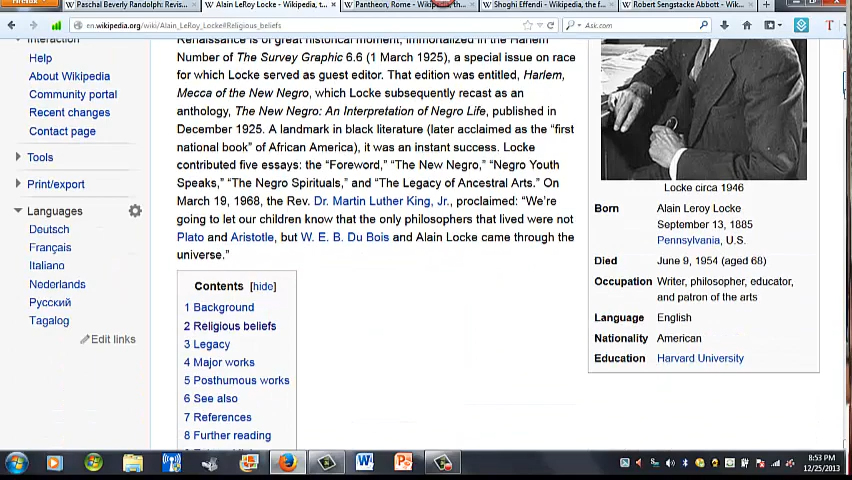 Firefox
Paschal Beverly Randolph: Revis...
Alain LeRoy Locke - Wikipedia, t...
Pantheon, Rome - Wikipedia, th...
Shoghi Effendi - Wikipedia, the f...
Robert Sengstacke Abbott - Wik...
en.wikipedia.org/wiki/Alain_LeRoy_Locke#Religious_beliefs
Ask.com
Interaction
Help
About Wikipedia
Community portal
Recent changes
Contact page
Tools
Print/export
Languages
Deutsch
Français
Italiano
Nederlands
Русский
Tagalog
Edit links
Renaissance is of great historical moment, immortalized in the Harlem
Number of The Survey Graphic 6.6 (1 March 1925), a special issue on race
for which Locke served as guest editor. That edition was entitled, Harlem,
Mecca of the New Negro, which Locke subsequently recast as an
anthology, The New Negro: An Interpretation of Negro Life, published in
December 1925. A landmark in black literature (later acclaimed as the “first
national book” of African America), it was an instant success. Locke
contributed five essays: the “Foreword,” “The New Negro,” “Negro Youth
Speaks,” “The Negro Spirituals,” and “The Legacy of Ancestral Arts.” On
March 19, 1968, the Rev. Dr. Martin Luther King, Jr., proclaimed: “We’re
going to let our children know that the only philosophers that lived were not
Plato and Aristotle, but W. E. B. Du Bois and Alain Locke came through the
universe.”
Contents [hide]
1 Background
2 Religious beliefs
3 Legacy
4 Major works
5 Posthumous works
6 See also
7 References
8 Further reading
Locke circa 1946
Born Alain Leroy Locke
September 13, 1885
Pennsylvania, U.S.
Died June 9, 1954 (aged 68)
Occupation Writer, philosopher, educator,
and patron of the arts
Language English
Nationality American
Education Harvard University
8:53 PM
12/25/2013